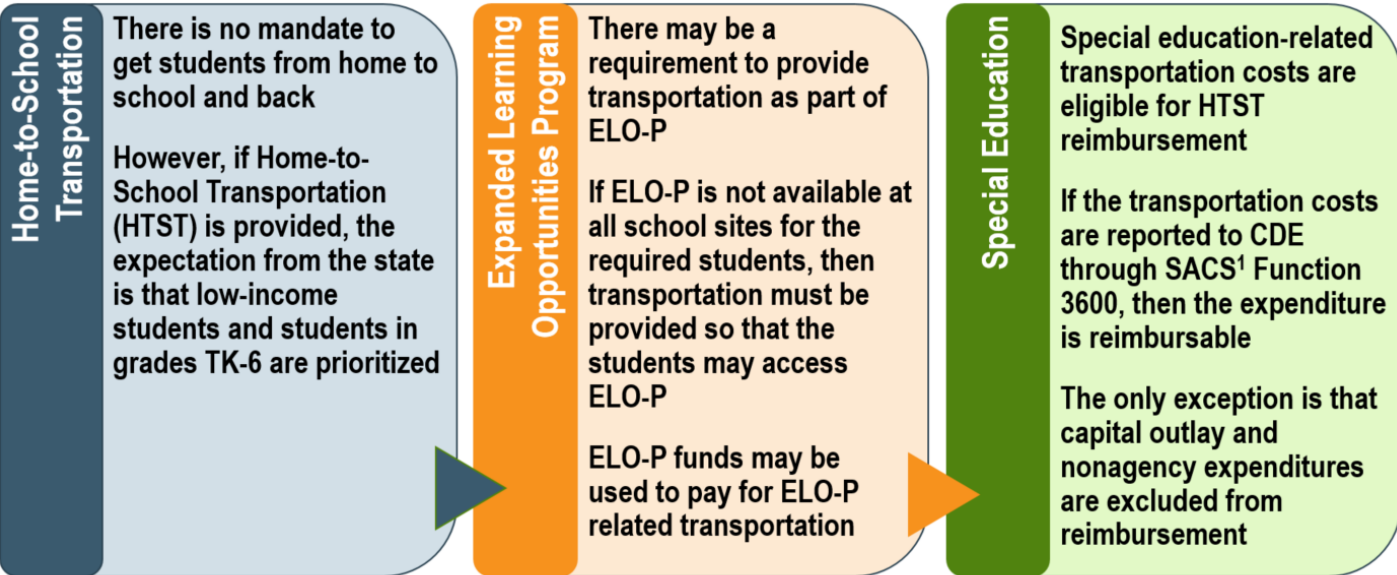 Home-to-School
Transportation
There is no mandate to
get students from home to
school and back
However, if Home-to-
School Transportation
(HTST) is provided, the
expectation from the state
is that low-income
students and students in
grades TK-6 are prioritized
Expanded Learning
Opportunities Program
There may be a
requirement to provide
transportation as part of
ELO-P
If ELO-P is not available at
all school sites for the
required students, then
transportation must be
provided so that the
students may access
ELO-P
ELO-P funds may be
used to pay for ELO-P
related transportation
Special Education
Special education-related
transportation costs are
eligible for HTST
reimbursement
If the transportation costs
are reported to CDE
through SACS¹ Function
3600, then the expenditure
is reimbursable
The only exception is that
capital outlay and
nonagency expenditures
are excluded from
reimbursement